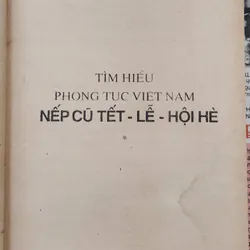 TÌM HIỂU
PHONG TỤC VIỆT NAM
NẾP CŨ TẾT - LỄ - HỘI HÈ